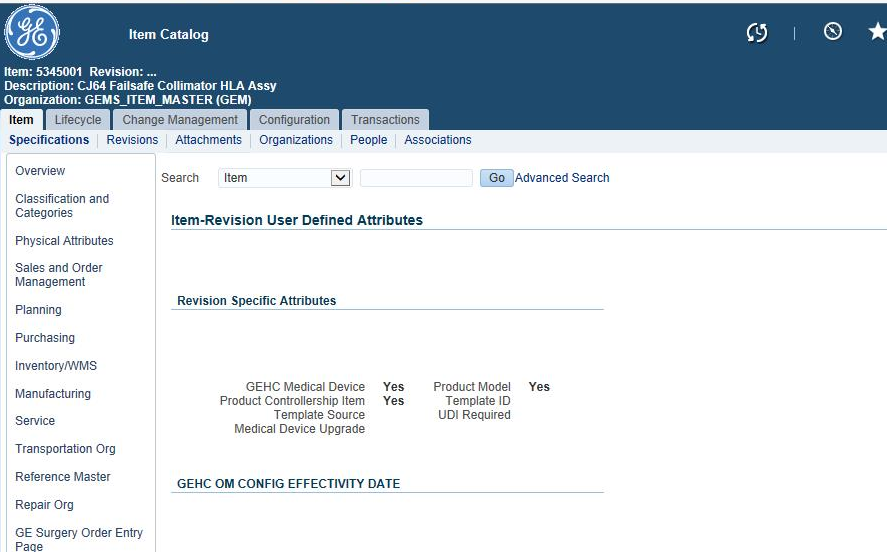 GE
Item Catalog
Item: 5345001 Revision: ...
Description: CJ64 Failsafe Collimator HLA Assy
Organization: GEMS_ITEM_MASTER (GEM)
Item Lifecycle Change Management Configuration Transactions
Specifications Revisions Attachments Organizations People Associations
Overview
Classification and
Categories
Physical Attributes
Sales and Order
Management
Planning
Purchasing
Inventory/WMS
Manufacturing
Service
Transportation Org
Reference Master
Repair Org
GE Surgery Order Entry
Page
Search Item Go Advanced Search
Item-Revision User Defined Attributes
Revision Specific Attributes
GEHC Medical Device Yes Product Model Yes
Product Controllership Item Yes Template ID
Template Source UDI Required
Medical Device Upgrade
GEHC OM CONFIG EFFECTIVITY DATE